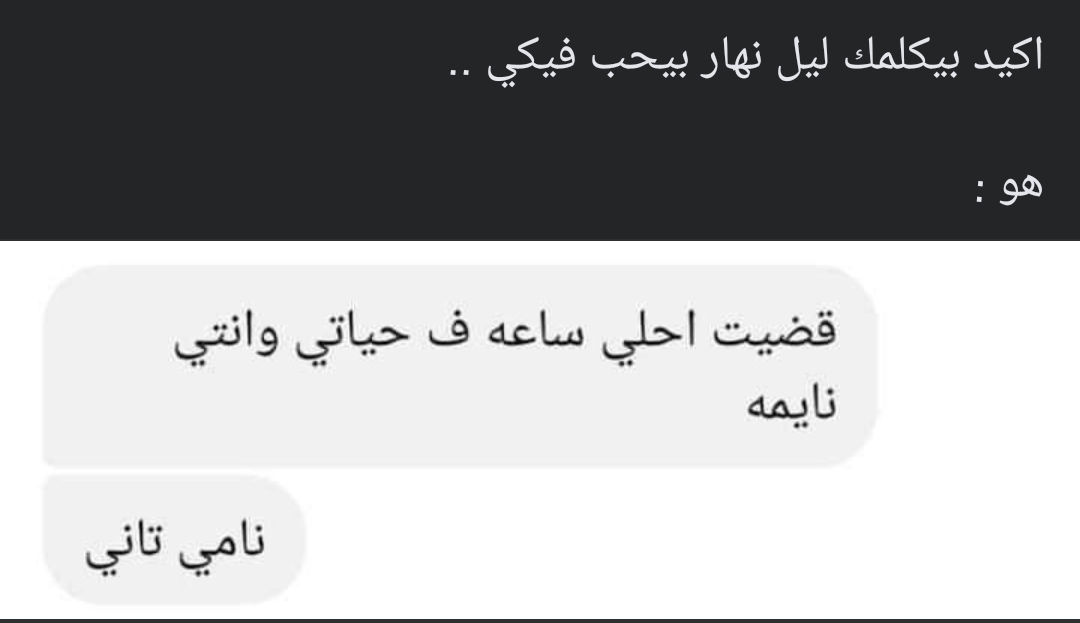 اكيد بيكلمك ليل نهار بيحب فيكي ..
هو :
قضيت احلي ساعه ف حياتي وانتي
نايمه
نامي تاني